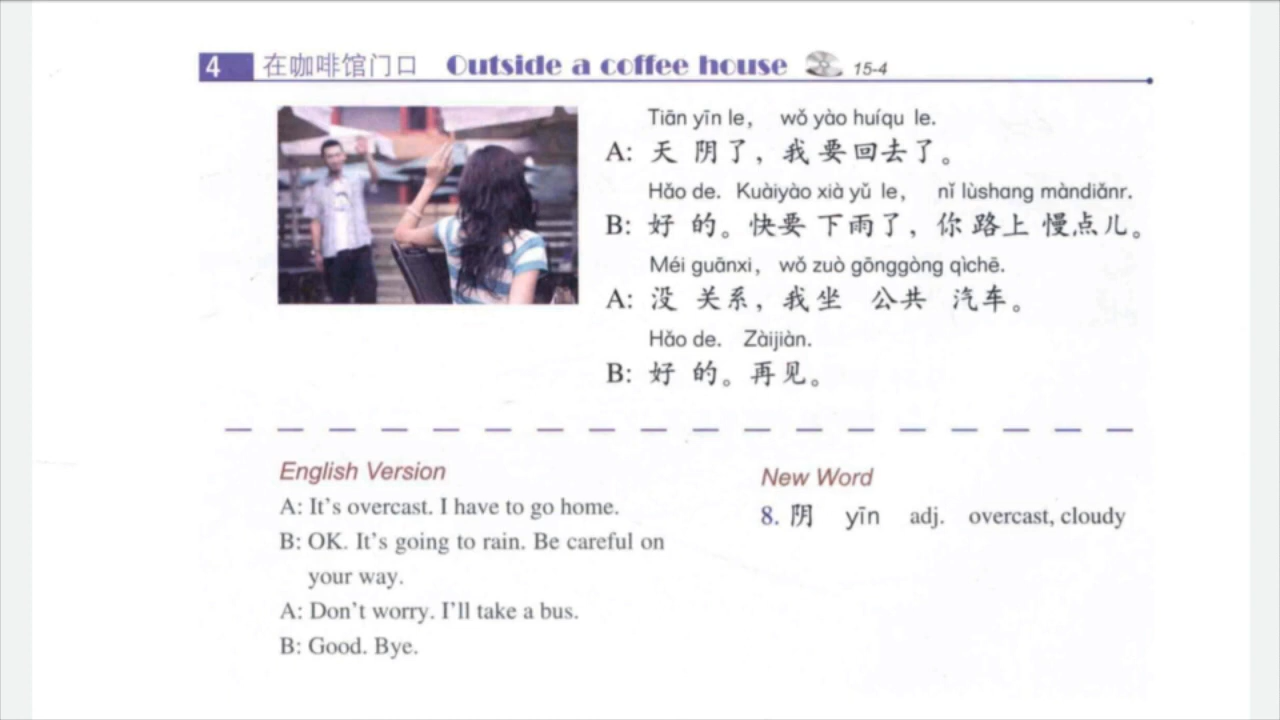 4 在咖啡馆门口 Outside a coffee house 15-4
Tiān yīn le, wǒ yào huíqu le.
A: 天 阴了，我要回去了。
Hǎo de. Kuàiyào xià yǔ le, nǐ lùshang màndiǎnr.
B: 好 的。快要 下雨了，你 路上 慢点儿。
Méi guānxi, wǒ zuò gōnggòng qìchē.
A: 没 关系，我坐 公共 汽车。
Hǎo de. Zàijiàn.
B: 好 的。再见。
English Version
A: It's overcast. I have to go home.
B: OK. It's going to rain. Be careful on
your way.
A: Don't worry. I'll take a bus.
B: Good. Bye.
New Word
8. 阴 yīn adj. overcast, cloudy